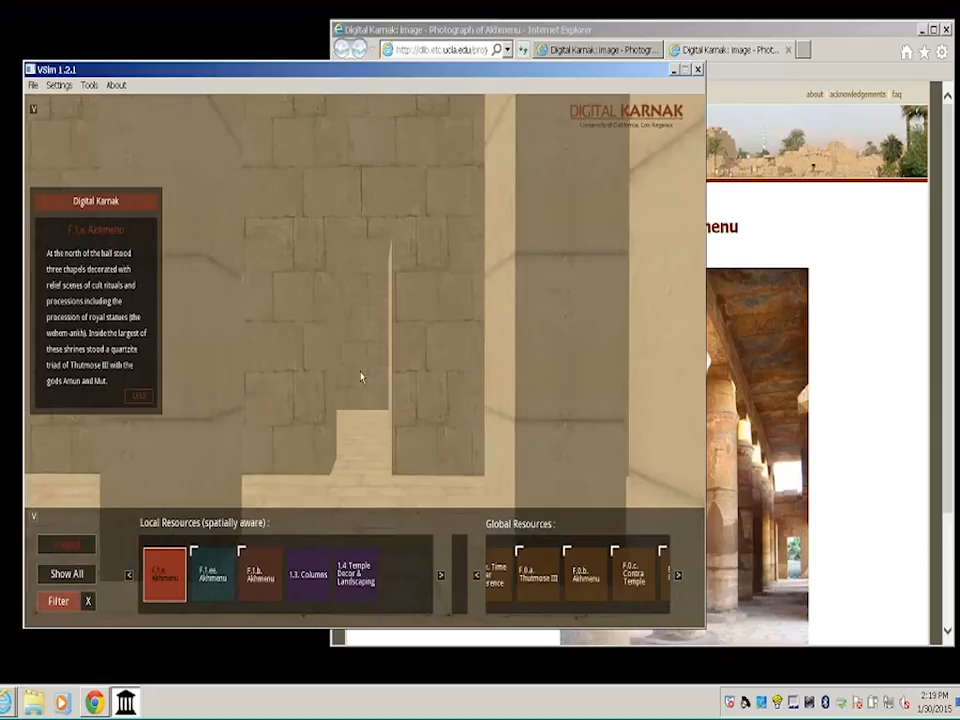 Digital Karnak: image - Photograph of Akhmenu - Internet Explorer
http://dlib.etc.ucla.edu/proj
Digital Karnak: image - Photogr...
Digital Karnak: image - Phot...
VSim 1.2.1
File Settings Tools About
about acknowledgements faq
V
DIGITAL KARNAK
University of California, Los Angeles
Digital Karnak
F.1.e. Akhmenu
At the north of the hall stood
three chapels decorated with
relief scenes of cult rituals and
processions including the
procession of royal statues (the
wehem-ankh). Inside the largest of
these shrines stood a quartzite
triad of Thutmose III with the
gods Amun and Mut.
nenu
V
Local Resources (spatially aware) :
Global Resources :
Show All
Filter X
<
F.1.e.
Akhmenu
F.1.ee.
Akhmenu
F.1.b.
Akhmenu
1.3. Columns
1.4 Temple
Decor &
Landscaping
>
<
. Time
F.0.a.
Thutmose III
F.0.b.
Akhmenu
F.0.c.
Contra
Temple
>
2:19 PM
1/30/2015